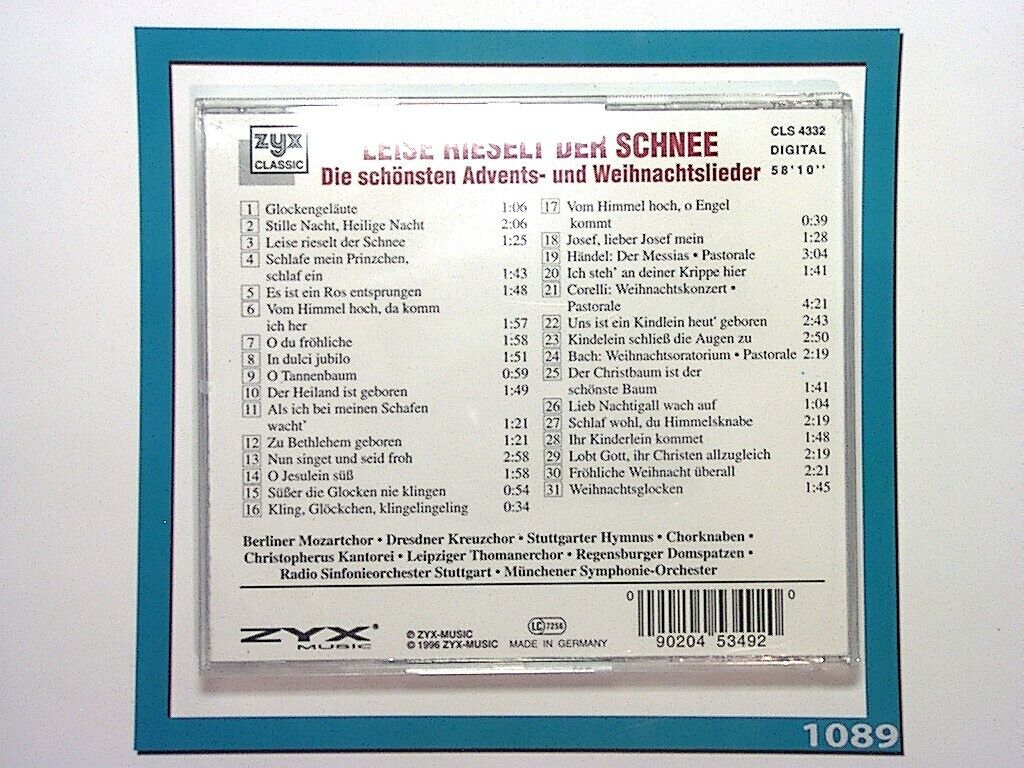 zyx
CLASSIC
LEISE RIESELT DER SCHNEE
Die schönsten Advents- und Weihnachtslieder
CLS 4332
DIGITAL
58'10''
1 Glockengeläute 1:06
2 Stille Nacht, Heilige Nacht 2:06
3 Leise rieselt der Schnee 1:25
4 Schlafe mein Prinzchen,
schlaf ein 1:43
5 Es ist ein Ros entsprungen 1:48
6 Vom Himmel hoch, da komm
ich her 1:57
7 O du fröhliche 1:58
8 In dulci jubilo 1:51
9 O Tannenbaum 0:59
10 Der Heiland ist geboren 1:49
11 Als ich bei meinen Schafen
wacht' 1:21
12 Zu Bethlehem geboren 1:21
13 Nun singet und seid froh 2:58
14 O Jesulein süß 1:58
15 Süßer die Glocken nie klingen 0:54
16 Kling, Glöckchen, klingelingeling 0:34
17 Vom Himmel hoch, o Engel
kommt 0:39
18 Josef, lieber Josef mein 1:28
19 Händel: Der Messias • Pastorale 3:04
20 Ich steh' an deiner Krippe hier 1:41
21 Corelli: Weihnachtskonzert •
Pastorale 4:21
22 Uns ist ein Kindlein heut' geboren 2:43
23 Kindelein schließ die Augen zu 2:50
24 Bach: Weihnachtsoratorium • Pastorale 2:19
25 Der Christbaum ist der
schönste Baum 1:41
26 Lieb Nachtigall wach auf 1:04
27 Schlaf wohl, du Himmelsknabe 2:19
28 Ihr Kinderlein kommet 1:48
29 Lobt Gott, ihr Christen allzugleich 2:19
30 Fröhliche Weihnacht überall 2:21
31 Weihnachtsglocken 1:45
Berliner Mozartchor • Dresdner Kreuzchor • Stuttgarter Hymnus • Chorknaben •
Christopherus Kantorei • Leipziger Thomanerchor • Regensburger Domspatzen •
Radio Sinfonieorchester Stuttgart • Münchener Symphonie-Orchester
ZYX®
MUSIC
℗ ZYX-MUSIC
© 1996 ZYX-MUSIC
LC 7256
MADE IN GERMANY
0 90204 53492 0
1089